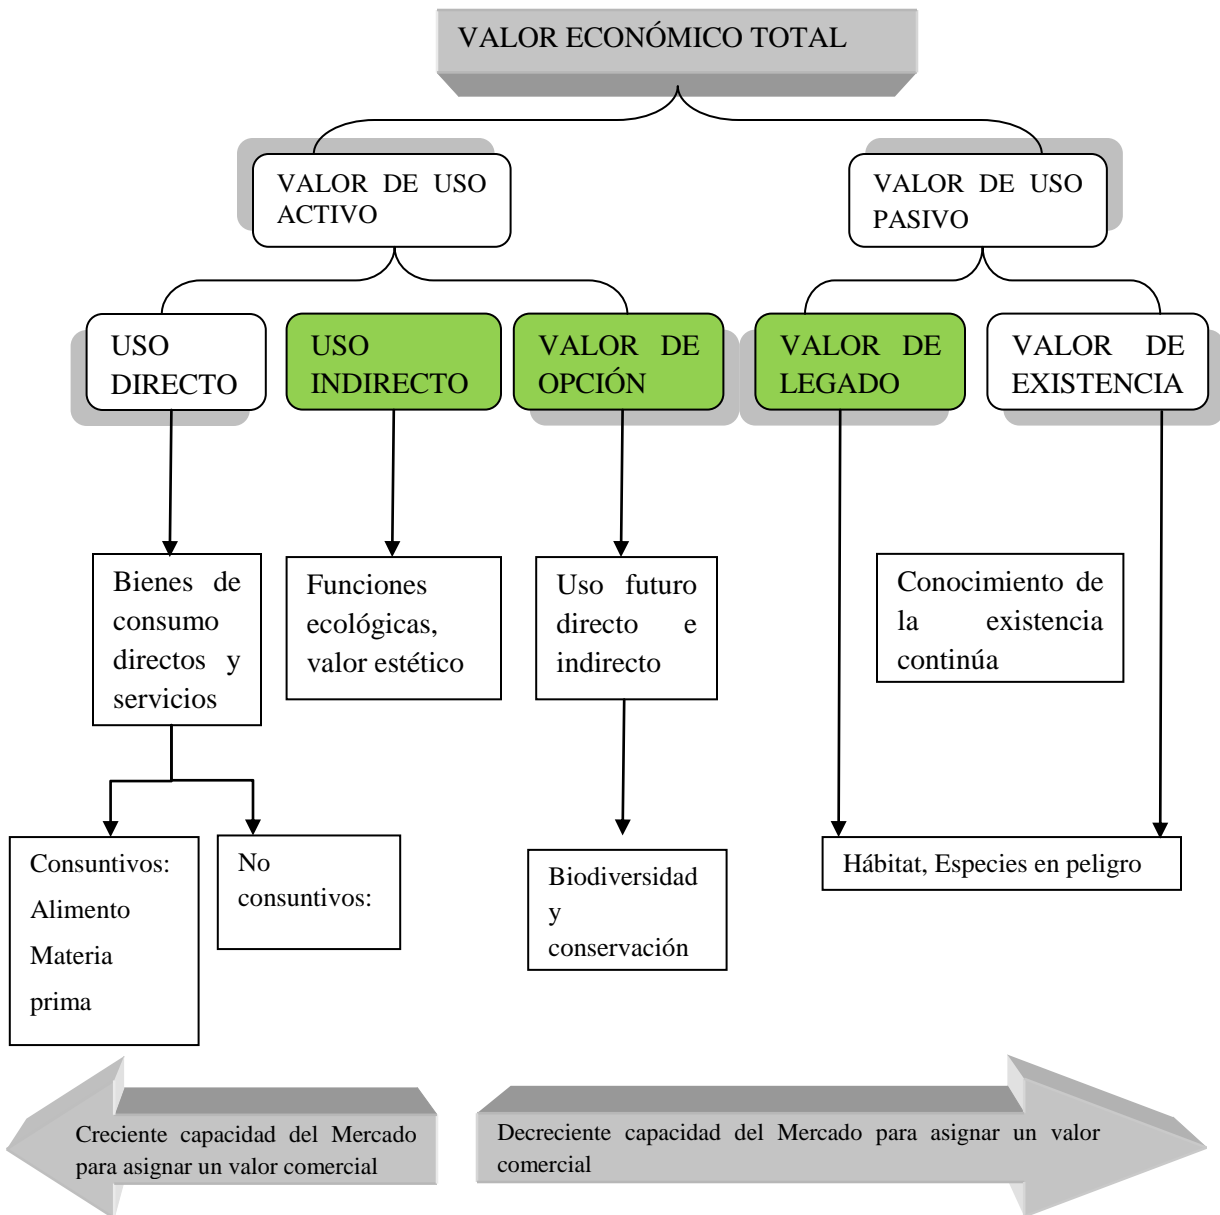 VALOR ECONÓMICO TOTAL
VALOR DE USO
ACTIVO
VALOR DE USO
PASIVO
USO
DIRECTO
USO
INDIRECTO
VALOR DE
OPCIÓN
VALOR DE
LEGADO
VALOR DE
EXISTENCIA
Bienes de
consumo
directos y
servicios
Funciones
ecológicas,
valor estético
Uso futuro
directo e
indirecto
Conocimiento de
la existencia
continúa
Consuntivos:
Alimento
Materia
prima
No
consuntivos:
Biodiversidad
y
conservación
Hábitat, Especies en peligro
Creciente capacidad del Mercado
para asignar un valor comercial
Decreciente capacidad del Mercado para asignar un valor
comercial